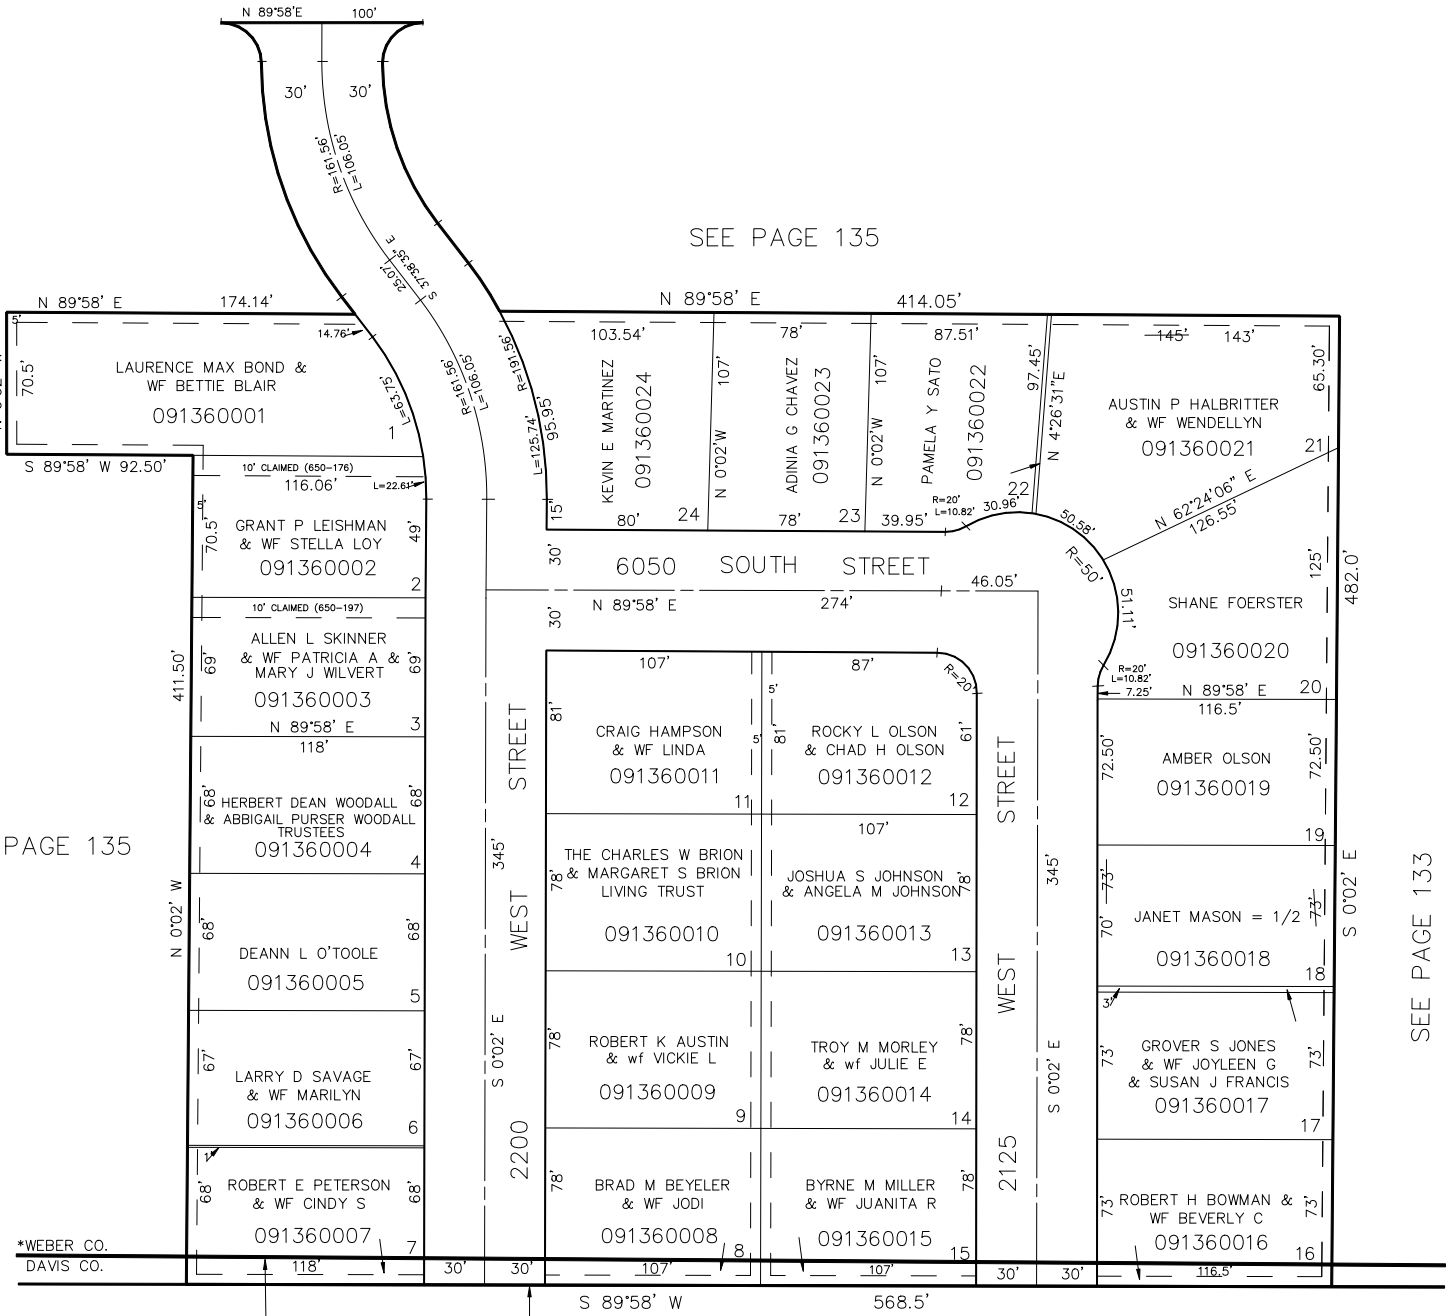 N 89°58'E 100'
30' 30'
R=161.56'
L=106.05'
S 37°38'35" E
25.07'
SEE PAGE 135
N 89°58' E 174.14'
N 89°58' E 414.05'
5'
14.76'
70.5'
LAURENCE MAX BOND &
WF BETTIE BLAIR
091360001
1
L=63.75'
R=161.56'
L=106.05'
R=191.56'
L=125.74'
95.95'
103.54'
KEVIN E MARTINEZ
091360024
24
80'
15'
107'
N 0°02'W
78'
ADINIA G CHAVEZ
091360023
23
78'
107'
N 0°02'W
87.51'
PAMELA Y SATO
091360022
22
39.95'
R=20'
L=10.82'
30.96'
97.45'
N 4°26'31"E
145' 143'
65.30'
AUSTIN P HALBRITTER
& WF WENDELLYN
091360021
21
N 62°24'06" E
126.55'
50.58'
R=50'
51.11'
S 89°58' W 92.50'
10' CLAIMED (650-176)
116.06'
L=22.61'
5'
70.5'
49'
GRANT P LEISHMAN
& WF STELLA LOY
091360002
2
30'
6050 SOUTH STREET
46.05'
N 89°58' E 274'
30'
125'
482.0'
SHANE FOERSTER
091360020
20
R=20'
L=10.82'
7.25'
N 89°58' E
116.5'
10' CLAIMED (650-197)
ALLEN L SKINNER
& WF PATRICIA A &
MARY J WILVERT
091360003
3
69' 69'
411.50'
N 89°58' E
118'
107'
87'
R=20'
5'
81'
CRAIG HAMPSON
& WF LINDA
091360011
11
5'
81'
ROCKY L OLSON
& CHAD H OLSON
091360012
12
61'
107'
72.50'
AMBER OLSON
091360019
19
72.50'
68' 68'
HERBERT DEAN WOODALL
& ABBIGAIL PURSER WOODALL
TRUSTEES
091360004
4
PAGE 135
N 0°02' W
345'
2200 WEST STREET
S 0°02' E
78'
THE CHARLES W BRION
& MARGARET S BRION
LIVING TRUST
091360010
10
JOSHUA S JOHNSON
& ANGELA M JOHNSON
78'
091360013
13
345'
2125 WEST STREET
S 0°02' E
73'
70'
JANET MASON = 1/2
73'
091360018
18
3'
S 0°02' E
SEE PAGE 133
68' 68'
DEANN L O'TOOLE
091360005
5
78'
ROBERT K AUSTIN
& wf VICKIE L
091360009
9
TROY M MORLEY
& wf JULIE E
78'
091360014
14
73'
GROVER S JONES
& WF JOYLEEN G
& SUSAN J FRANCIS
73'
091360017
17
67' 67'
LARRY D SAVAGE
& WF MARILYN
091360006
6
1'
68' 68'
ROBERT E PETERSON
& WF CINDY S
091360007
7
78'
BRAD M BEYELER
& WF JODI
091360008
8
BYRNE M MILLER
& WF JUANITA R
78'
091360015
15
73'
ROBERT H BOWMAN &
WF BEVERLY C
73'
091360016
16
*WEBER CO.
DAVIS CO.
118' 30' 30' 107' 107' 30' 30' 116.5'
S 89°58' W 568.5'